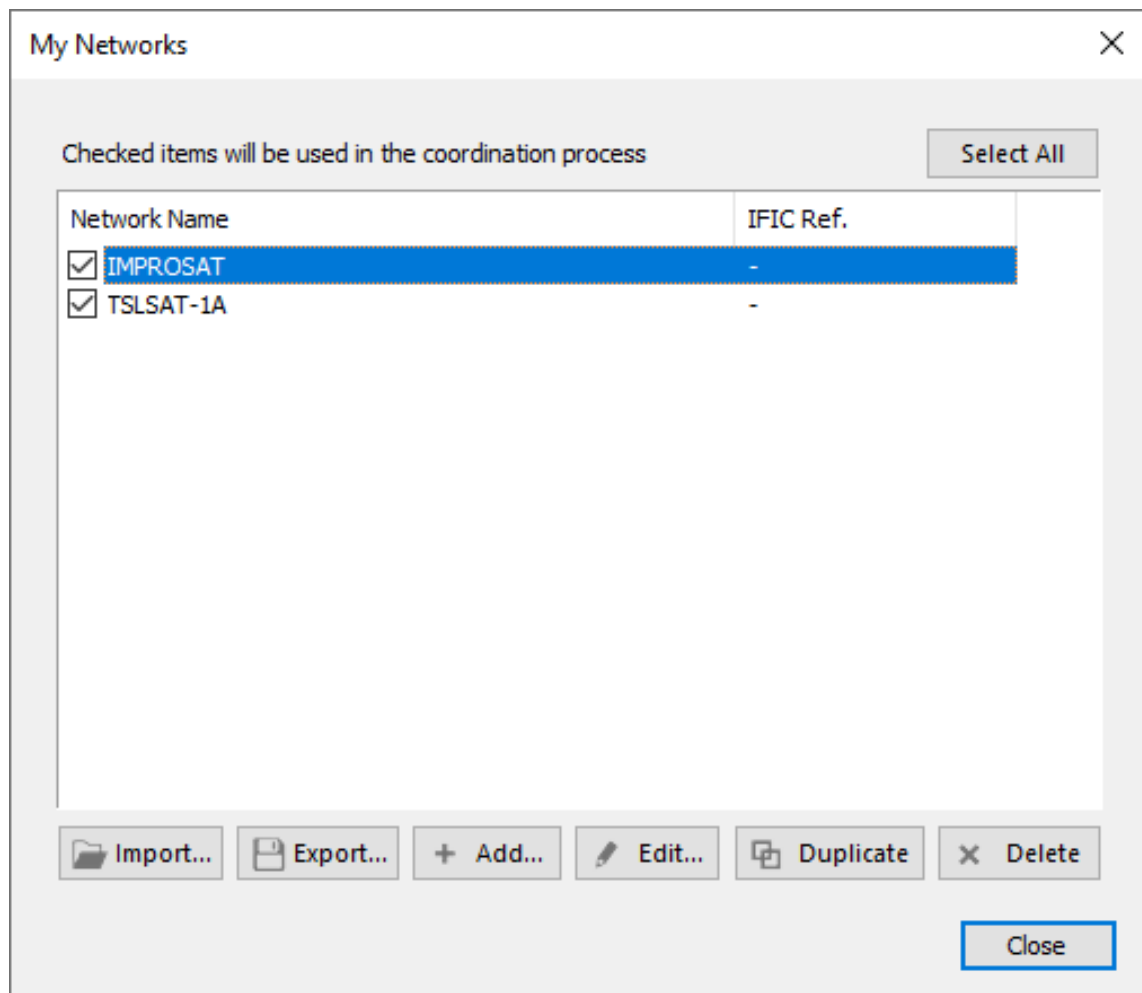 My Networks
Checked items will be used in the coordination process
Select All
Network Name IFIC Ref.
IMPROSAT -
TSLSAT-1A -
Import... Export... + Add... Edit... Duplicate Delete
Close